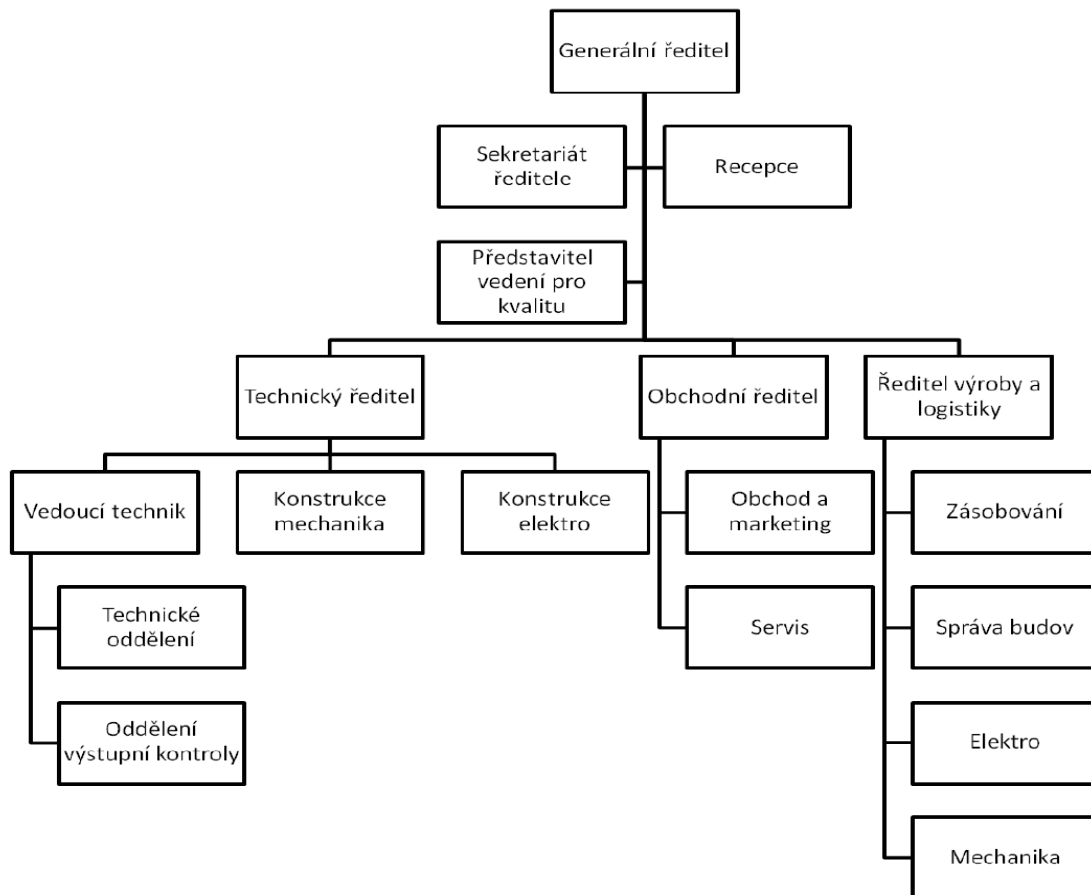 Generální ředitel
Sekretariát
ředitele
Recepce
Představitel
vedení pro
kvalitu
Technický ředitel
Obchodní ředitel
Ředitel výroby a
logistiky
Vedoucí technik
Konstrukce
mechanika
Konstrukce
elektro
Obchod a
marketing
Zásobování
Technické
oddělení
Servis
Správa budov
Oddělení
výstupní kontroly
Elektro
Mechanika